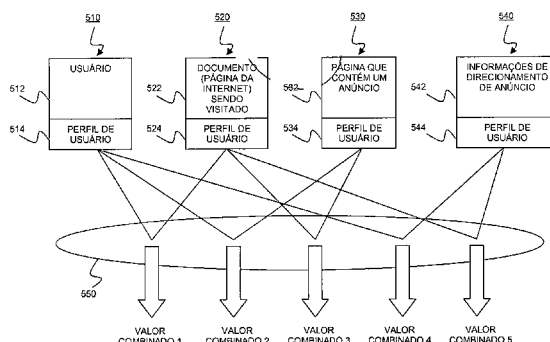 510
520
530
540
USUÁRIO
DOCUMENTO
(PÁGINA DA
INTERNET)
SENDO
VISITADO
PÁGINA QUE
CONTÉM UM
ANÚNCIO
INFORMAÇÕES DE
DIRECIONAMENTO
DE ANÚNCIO
512
522
532
542
514
PERFIL DE
USUÁRIO
524
PERFIL DE
USUÁRIO
534
PERFIL DE
USUÁRIO
544
PERFIL DE
USUÁRIO
550
VALOR
COMBINADO 1
VALOR
COMBINADO 2
VALOR
COMBINADO 3
VALOR
COMBINADO 4
VALOR
COMBINADO 5